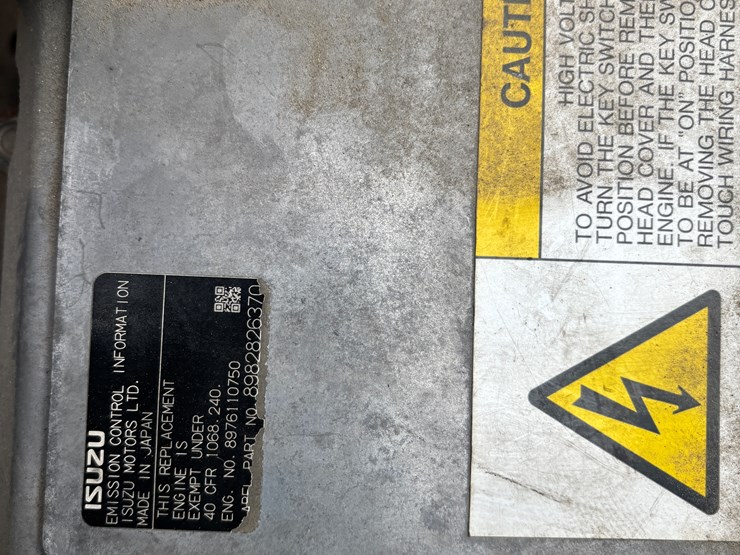 ISUZU
EMISSION CONTROL INFORMATION
ISUZU MOTORS LTD.
MADE IN JAPAN
THIS REPLACEMENT
ENGINE IS
EXEMPT UNDER
40 CFR 1068.240.
ENG. NO. 8976110750
ABEL PART NO. 8982826370
CAUTI
HIGH VOLT
TO AVOID ELECTRIC SH
TURN THE KEY SWITCH
POSITION BEFORE REM
HEAD COVER AND THE
ENGINE. IF THE KEY SW
TO BE AT "ON" POSITIO
REMOVING THE HEAD C
TOUCH WIRING HARNES